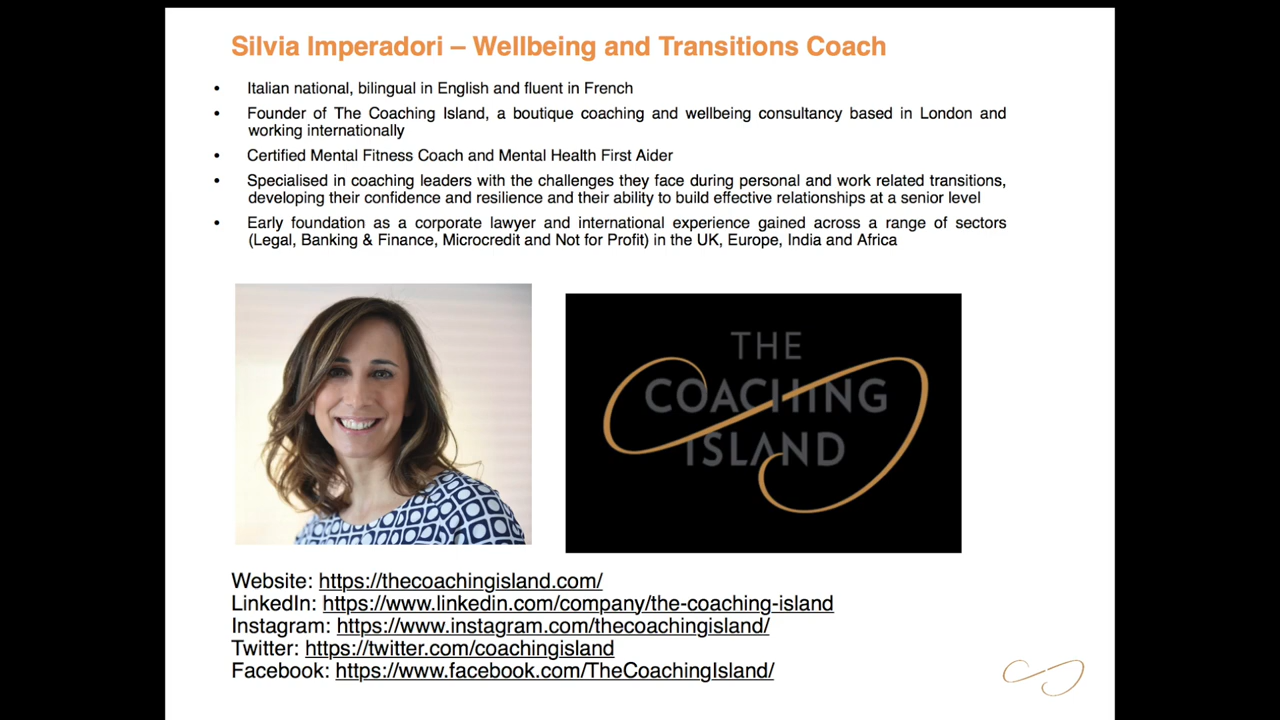 Silvia Imperadori – Wellbeing and Transitions Coach
• Italian national, bilingual in English and fluent in French
• Founder of The Coaching Island, a boutique coaching and wellbeing consultancy based in London and
working internationally
• Certified Mental Fitness Coach and Mental Health First Aider
• Specialised in coaching leaders with the challenges they face during personal and work related transitions,
developing their confidence and resilience and their ability to build effective relationships at a senior level
• Early foundation as a corporate lawyer and international experience gained across a range of sectors
(Legal, Banking & Finance, Microcredit and Not for Profit) in the UK, Europe, India and Africa
THE
COACHING
ISLAND
Website: https://thecoachingisland.com/
LinkedIn: https://www.linkedin.com/company/the-coaching-island
Instagram: https://www.instagram.com/thecoachingisland/
Twitter: https://twitter.com/coachingisland
Facebook: https://www.facebook.com/TheCoachingIsland/